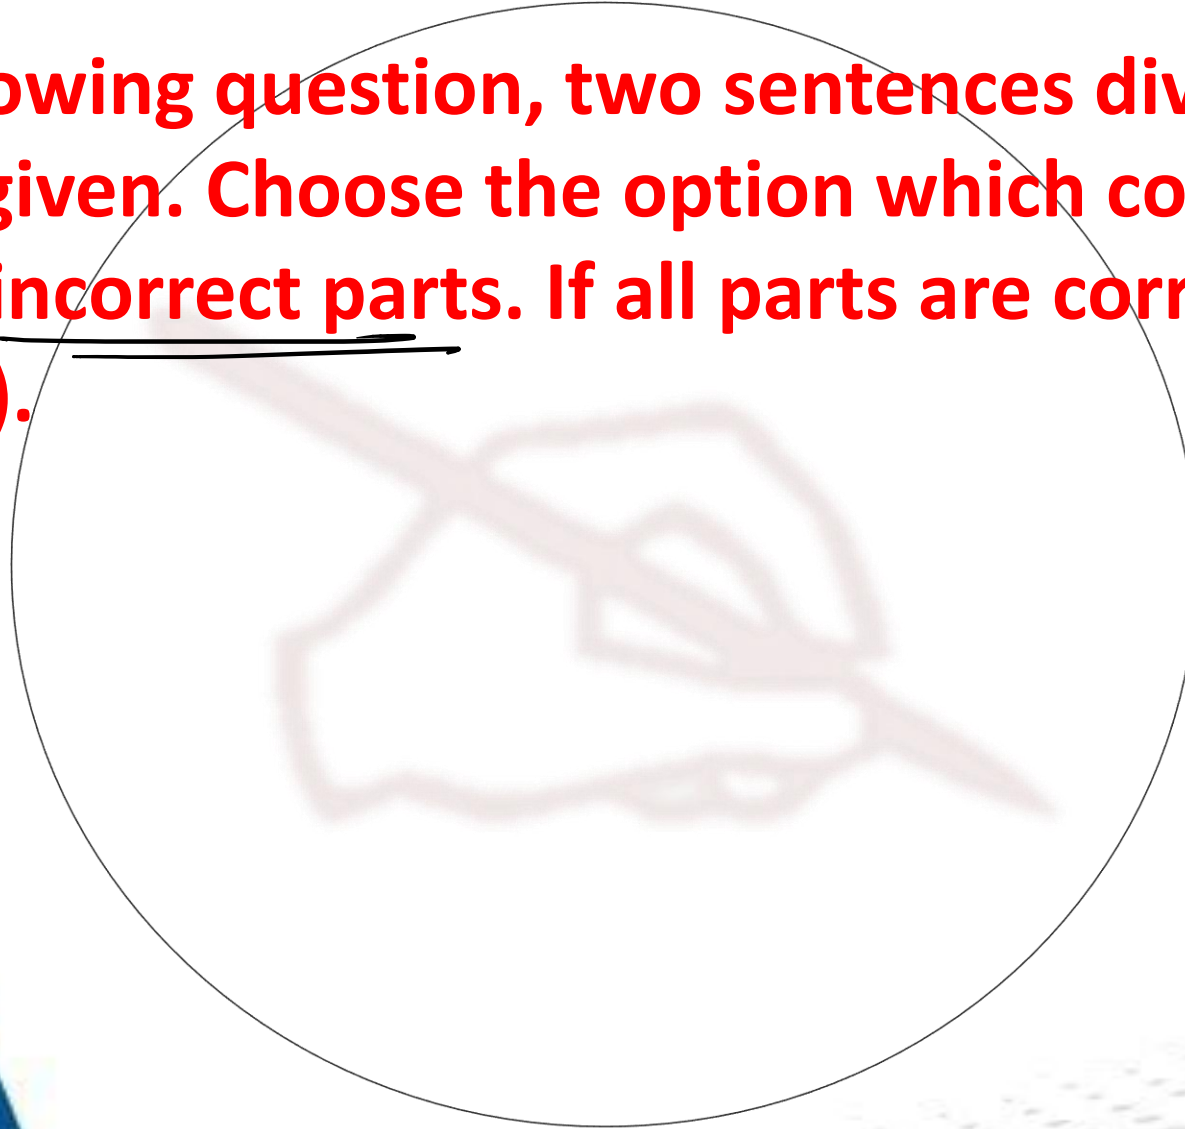 owing question, two sentences div
given. Choose the option which co
incorrect parts. If all parts are corr
).